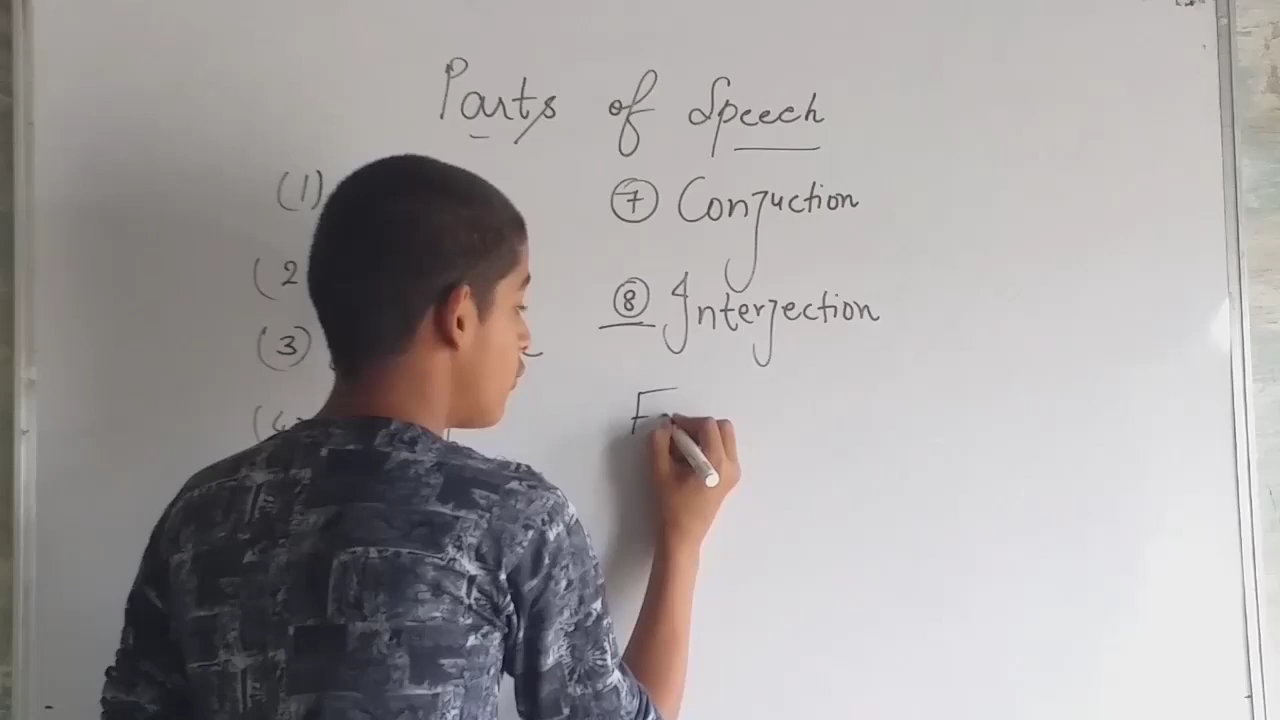 Parts of Speech
(1)
(2
(3)
(4
7 Conjuction
8 Interjection
F